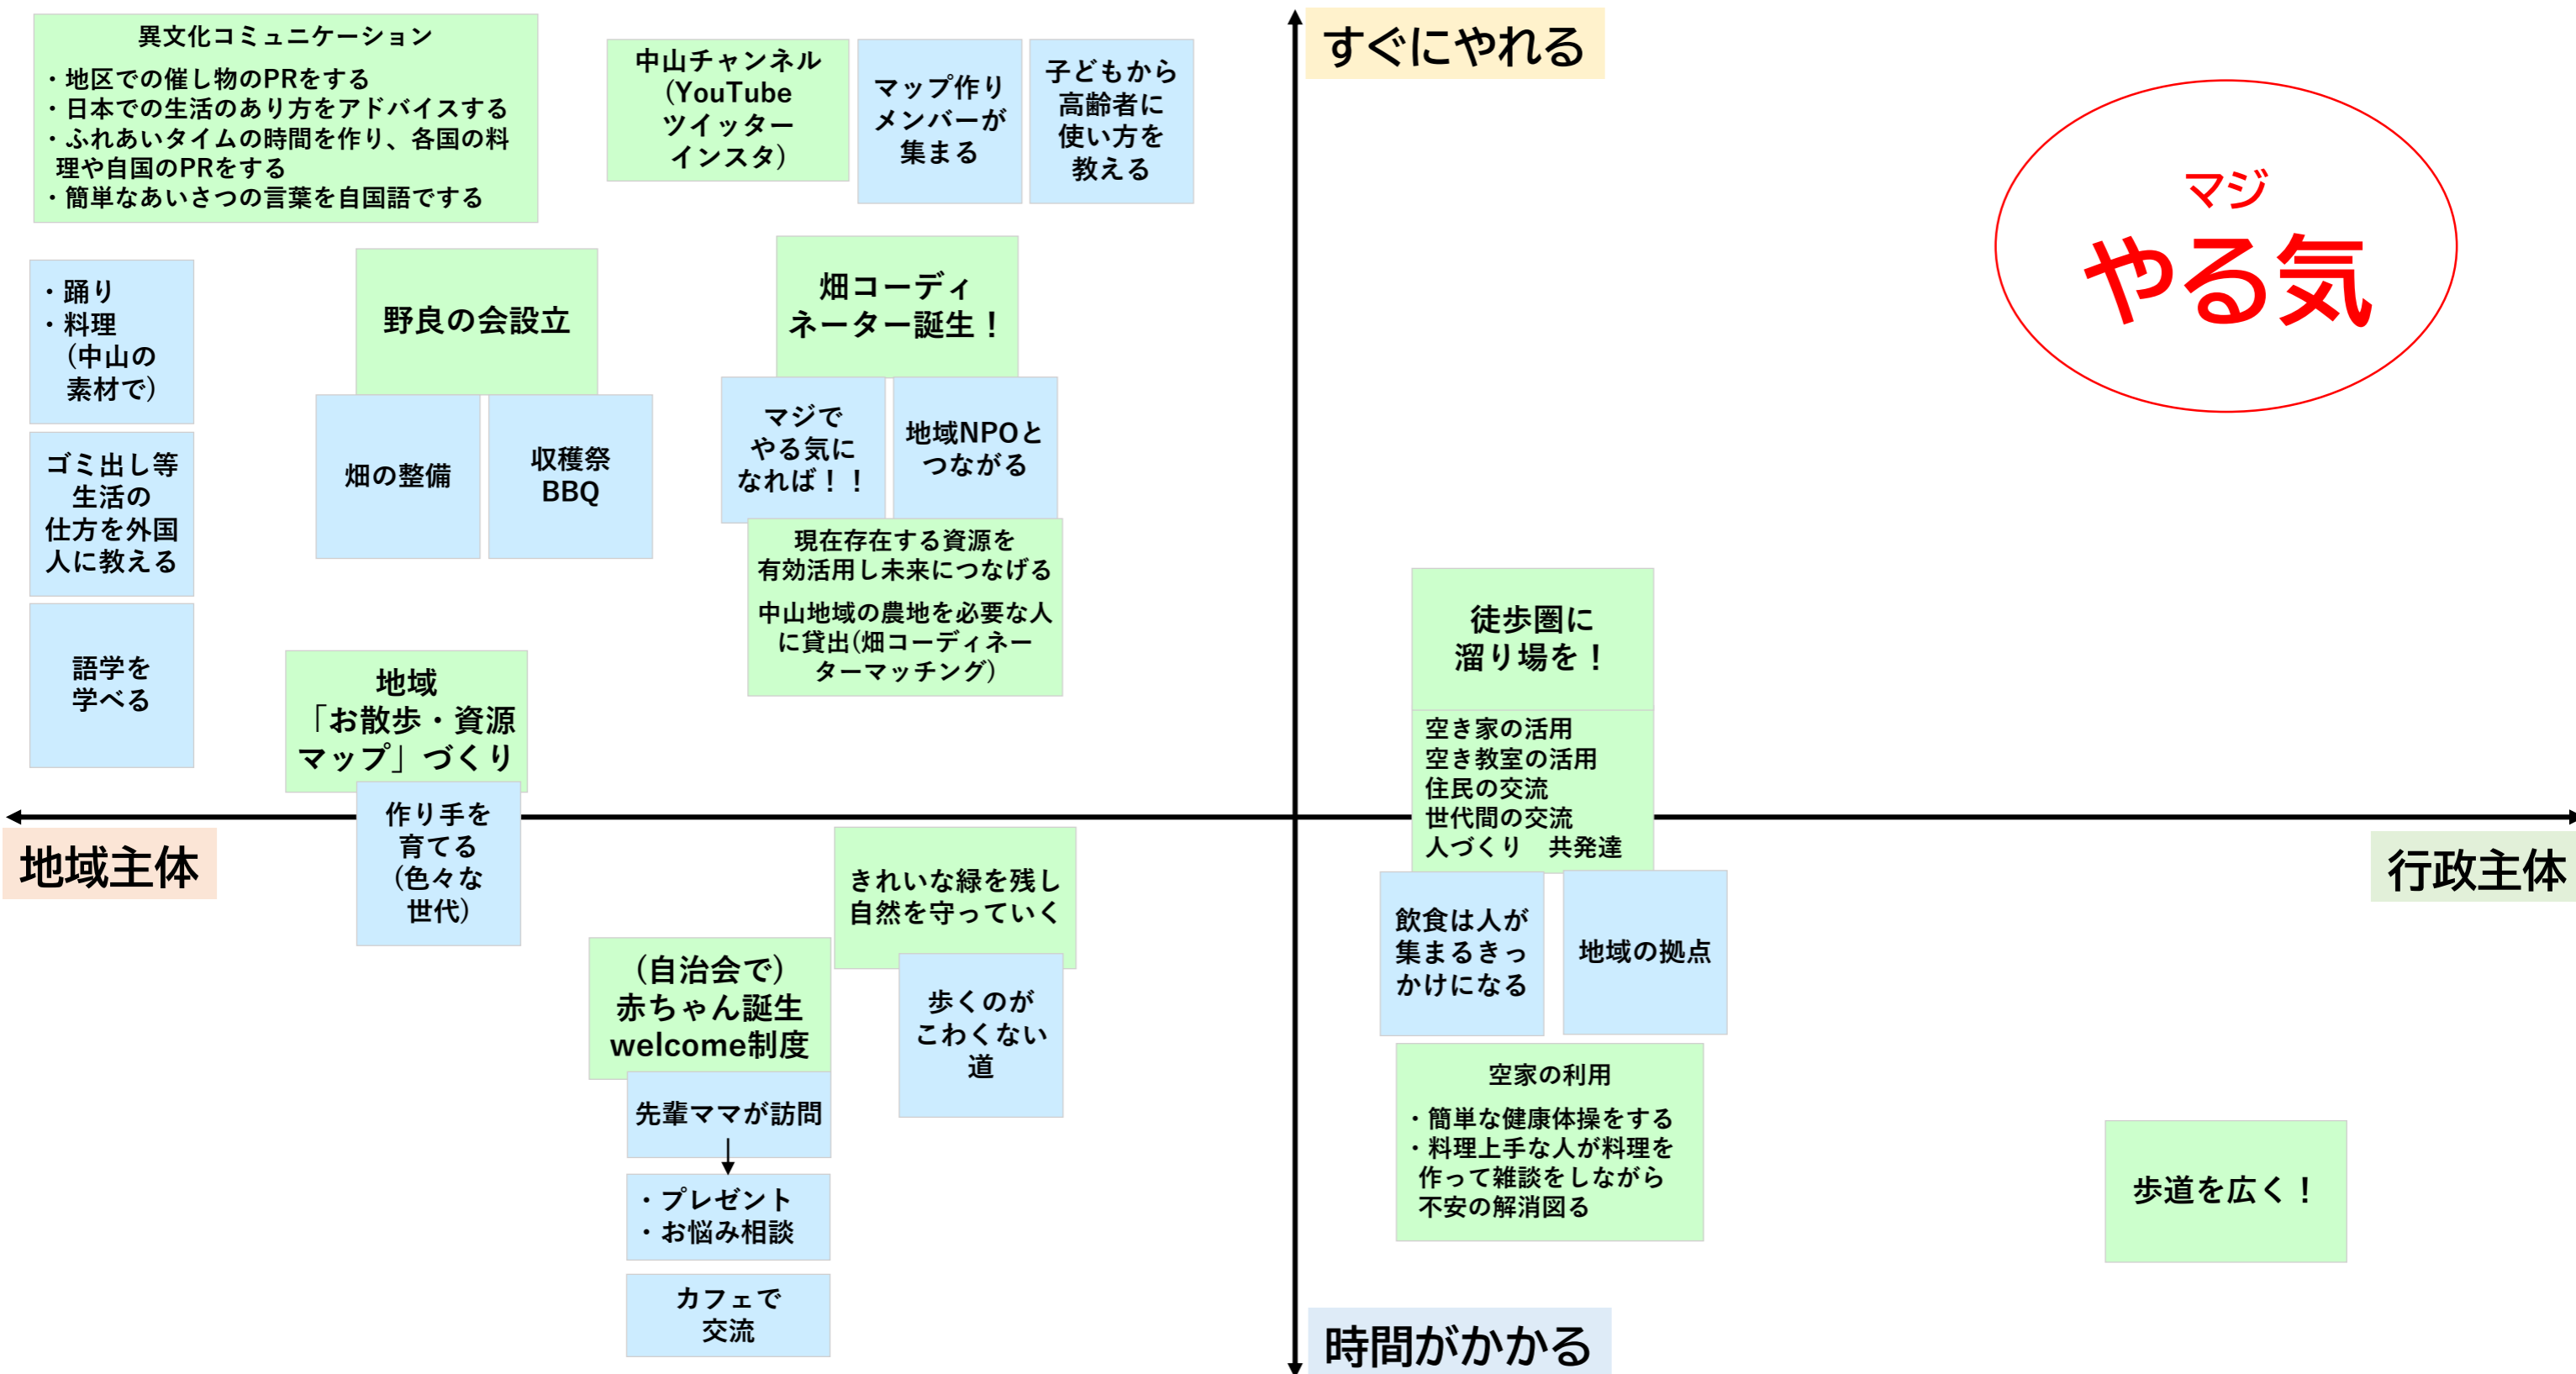 異文化コミュニケーション
・地区での催し物のPRをする
・日本での生活のあり方をアドバイスする
・ふれあいタイムの時間を作り、各国の料
理や自国のPRをする
・簡単なあいさつの言葉を自国語でする
中山チャンネル
(YouTube
ツイッター
インスタ)
マップ作り
メンバーが
集まる
子どもから
高齢者に
使い方を
教える
すぐにやれる
マジ
やる気
・踊り
・料理
(中山の
素材で)
ゴミ出し等
生活の
仕方を外国
人に教える
語学を
学べる
野良の会設立
畑の整備
収穫祭
BBQ
畑コーディ
ネーター誕生!
マジで
やる気に
なれば!!
地域NPOと
つながる
現在存在する資源を
有効活用し未来につなげる
中山地域の農地を必要な人
に貸出(畑コーディネー
ターマッチング)
地域
「お散歩・資源
マップ」づくり
作り手を
育てる
(色々な
世代)
徒歩圏に
溜り場を!
空き家の活用
空き教室の活用
住民の交流
世代間の交流
人づくり 共発達
飲食は人が
集まるきっ
かけになる
地域の拠点
地域主体
行政主体
きれいな緑を残し
自然を守っていく
歩くのが
こわくない
道
(自治会で)
赤ちゃん誕生
welcome制度
先輩ママが訪問
・プレゼント
・お悩み相談
カフェで
交流
空家の利用
・簡単な健康体操をする
・料理上手な人が料理を
作って雑談をしながら
不安の解消図る
歩道を広く!
時間がかかる